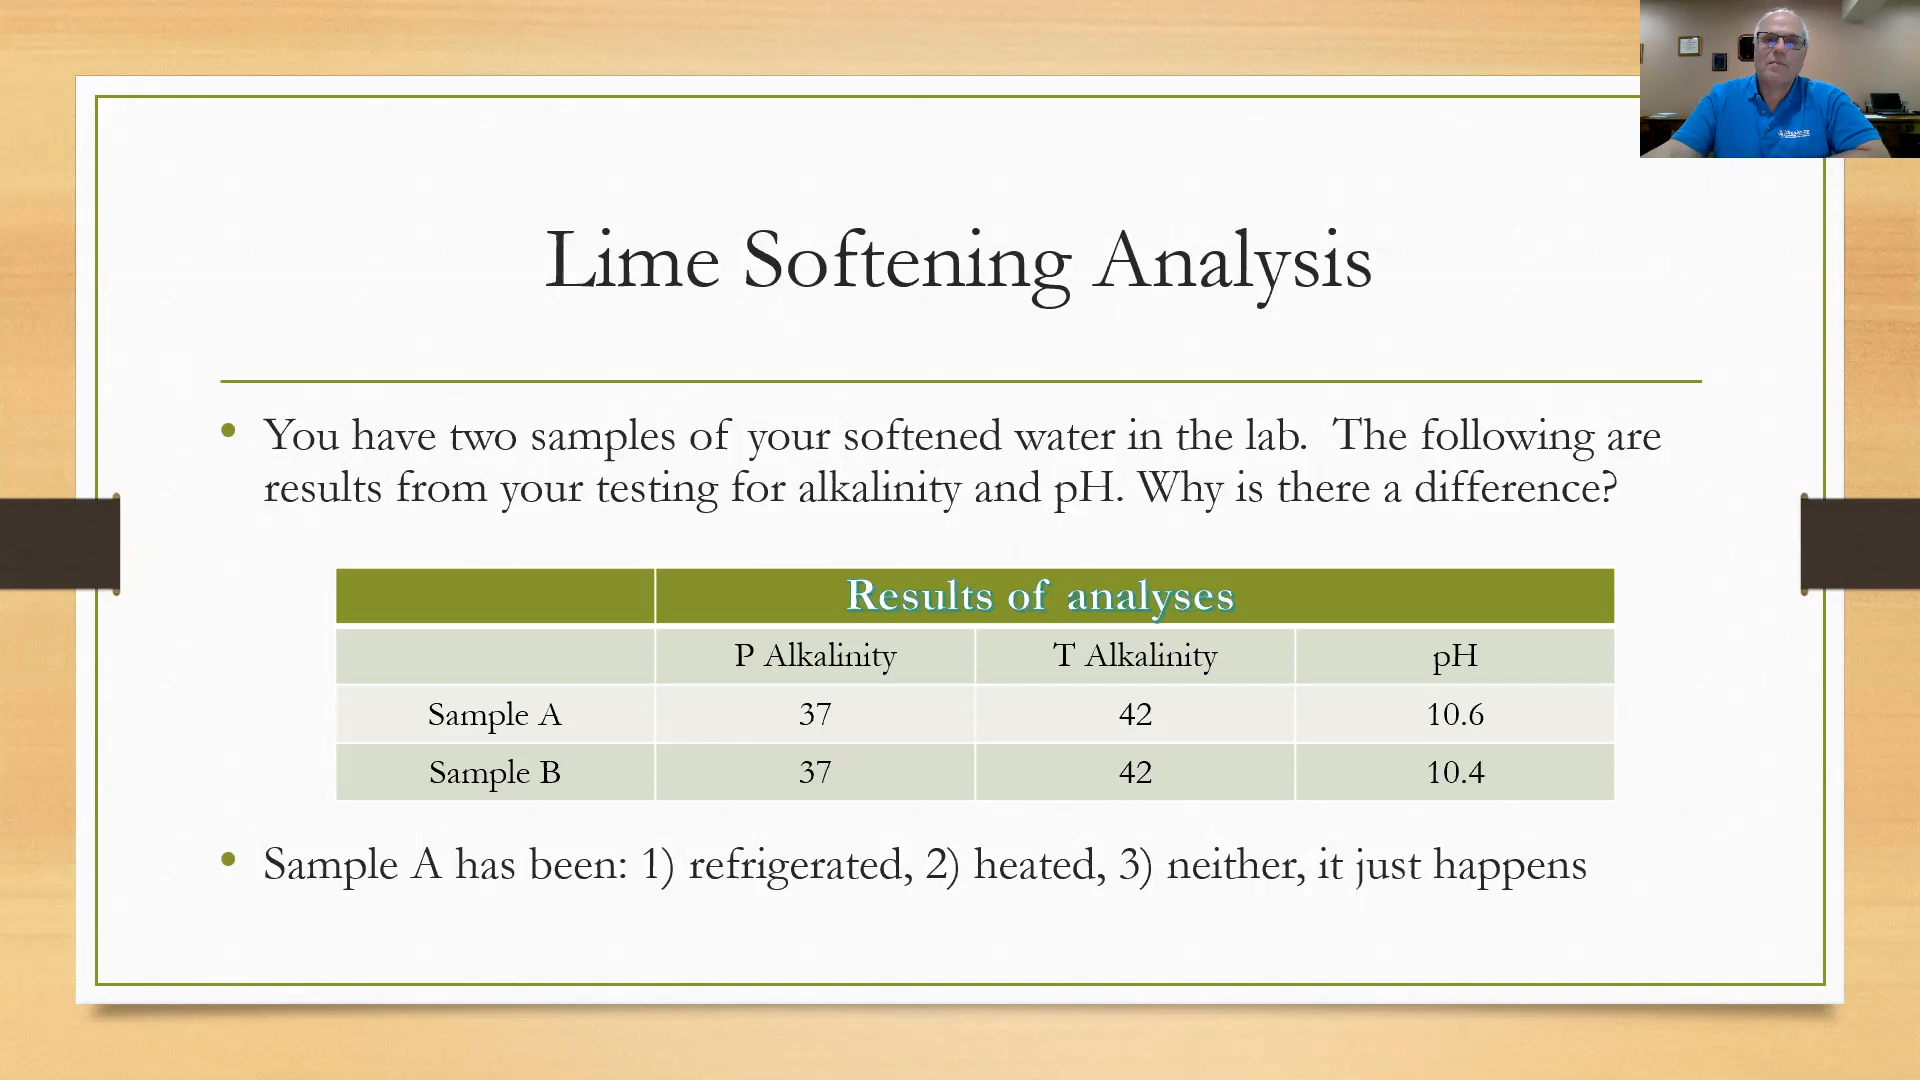 Lime Softening Analysis
• You have two samples of your softened water in the lab. The following are
results from your testing for alkalinity and pH. Why is there a difference?
Results of analyses
P Alkalinity T Alkalinity pH
Sample A 37 42 10.6
Sample B 37 42 10.4
• Sample A has been: 1) refrigerated, 2) heated, 3) neither, it just happens